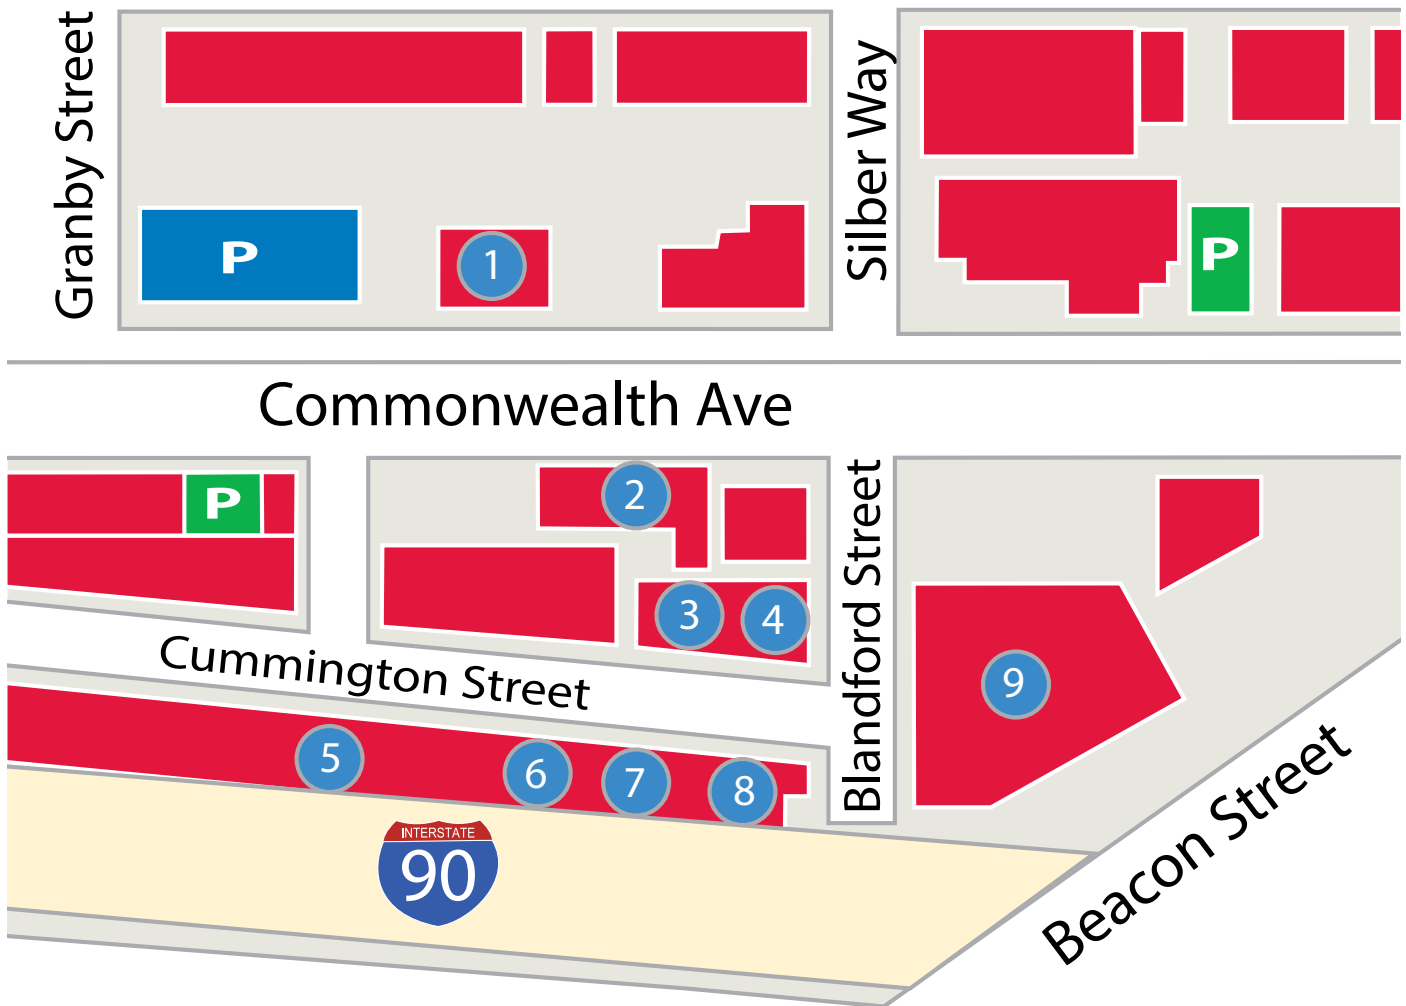 Granby Street
Silber Way
P
1
P
Commonwealth Ave
P
2
3
4
Blandford Street
Cummington Street
5
6
7
8
9
INTERSTATE
90
Beacon Street